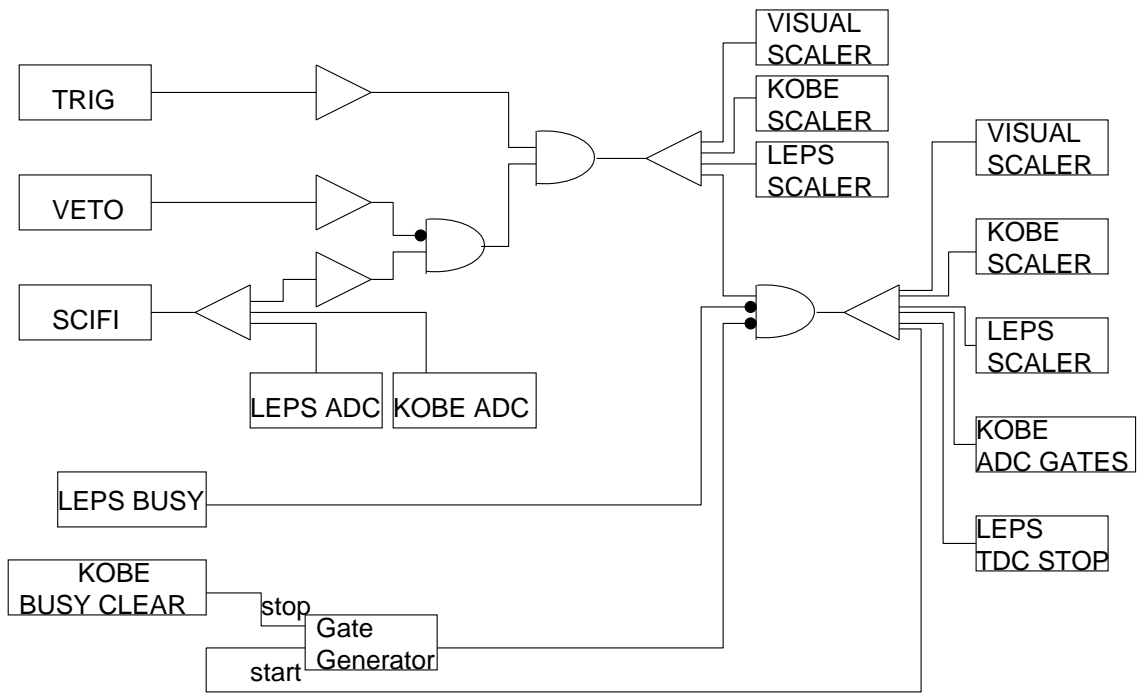 VISUAL
SCALER
TRIG
KOBE
SCALER
LEPS
SCALER
VISUAL
SCALER
VETO
KOBE
SCALER
SCIFI
LEPS
SCALER
LEPS ADC
KOBE ADC
KOBE
ADC GATES
LEPS BUSY
LEPS
TDC STOP
KOBE
BUSY CLEAR
stop
Gate
Generator
start